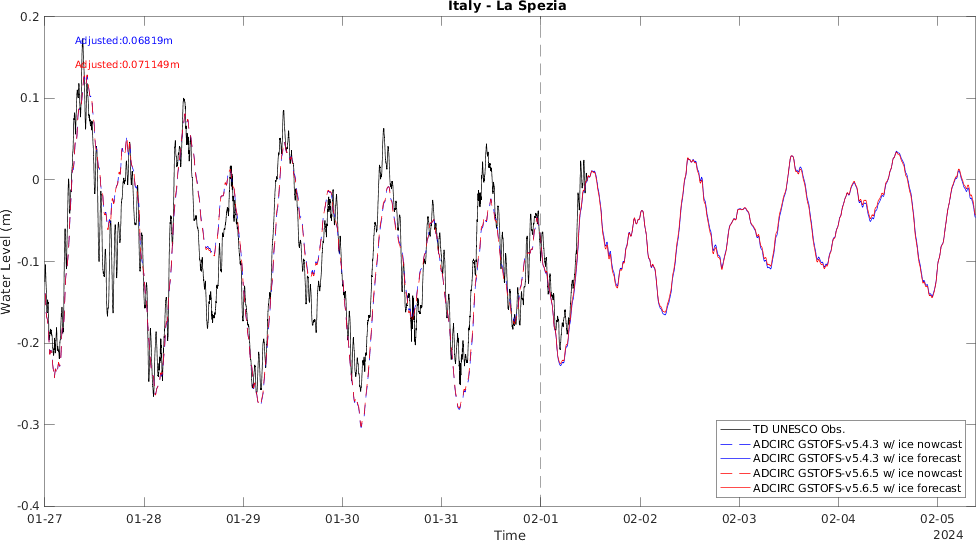 Italy - La Spezia
Adjusted:0.06819m
Adjusted:0.071149m
Water Level (m)
0.2
0.1
0
-0.1
-0.2
-0.3
-0.4
TD UNESCO Obs.
ADCIRC GSTOFS-v5.4.3 w/ ice nowcast
ADCIRC GSTOFS-v5.4.3 w/ ice forecast
ADCIRC GSTOFS-v5.6.5 w/ ice nowcast
ADCIRC GSTOFS-v5.6.5 w/ ice forecast
01-27 01-28 01-29 01-30 01-31 02-01 02-02 02-03 02-04 02-05
Time
2024